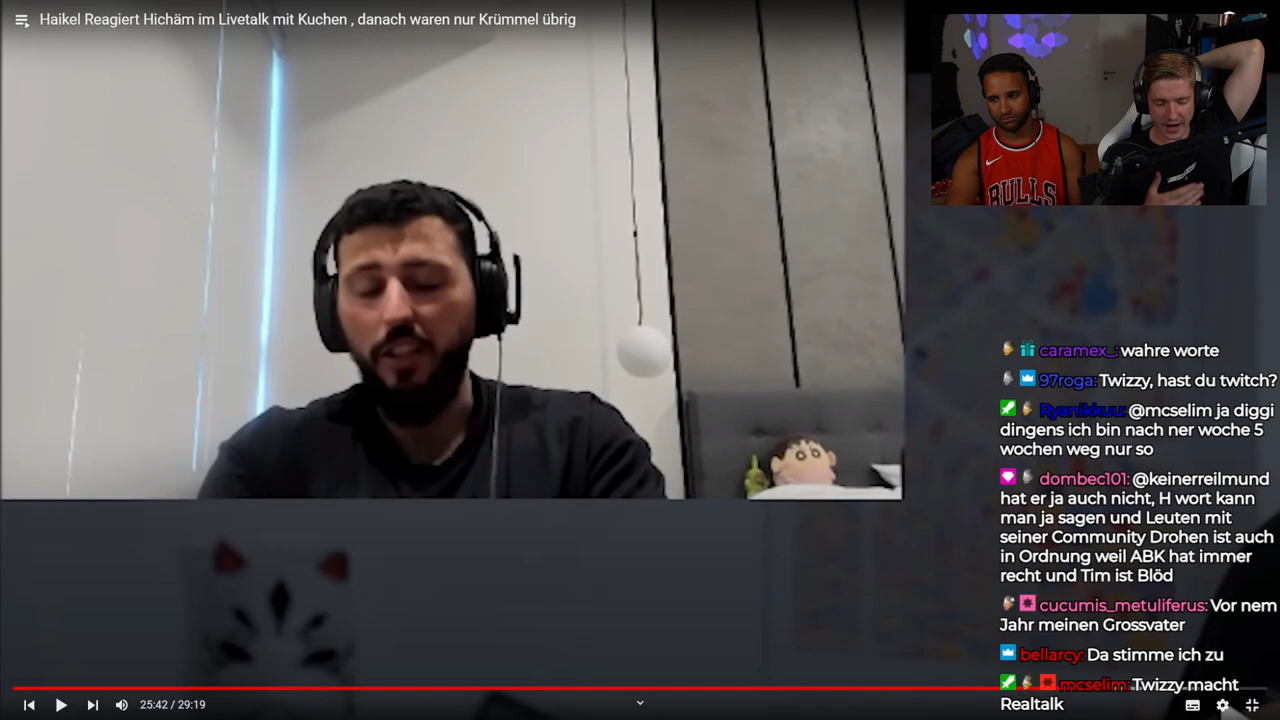 Haikel Reagiert Hichäm im Livetalk mit Kuchen , danach waren nur Krümmel übrig
BULLS
caramex_: wahre worte
97roga: Twizzy, hast du twitch?
Ryanikkuu: @mcselim ja diggi
dingens ich bin nach ner woche 5
wochen weg nur so
dombec101: @keinerreilmund
hat er ja auch nicht, H wort kann
man ja sagen und Leuten mit
seiner Community Drohen ist auch
in Ordnung weil ABK hat immer
recht und Tim ist Blöd
cucumis_metuliferus: Vor nem
Jahr meinen Grossvater
bellarcy: Da stimme ich zu
mcselim: Twizzy macht
Realtalk
25:42 / 29:19